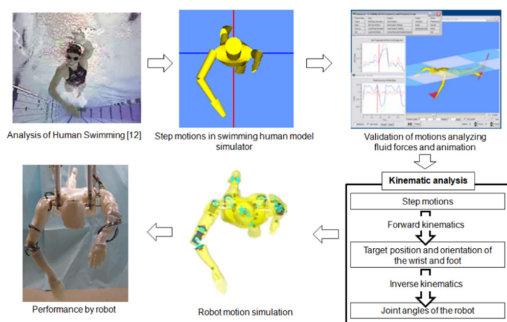 Analysis of Human Swimming [12]
Step motions in swimming human model
simulator
Validation of motions analyzing
fluid forces and animation
Kinematic analysis
Step motions
Forward kinematics
Target position and orientation of
the wrist and foot
Inverse kinematics
Joint angles of the robot
Robot motion simulation
Performance by robot